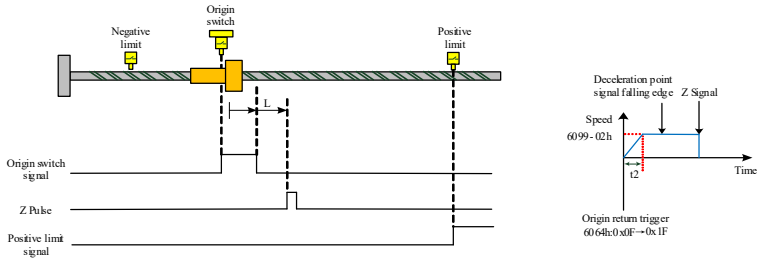 Negative
limit
Origin
switch
Positive
limit
L
Origin switch
signal
Z Pulse
Positive limit
signal
Deceleration point
signal falling edge
Z Signal
Speed
6099-02h
t2
Time
Origin return trigger
6064h:0x0F→0x1F